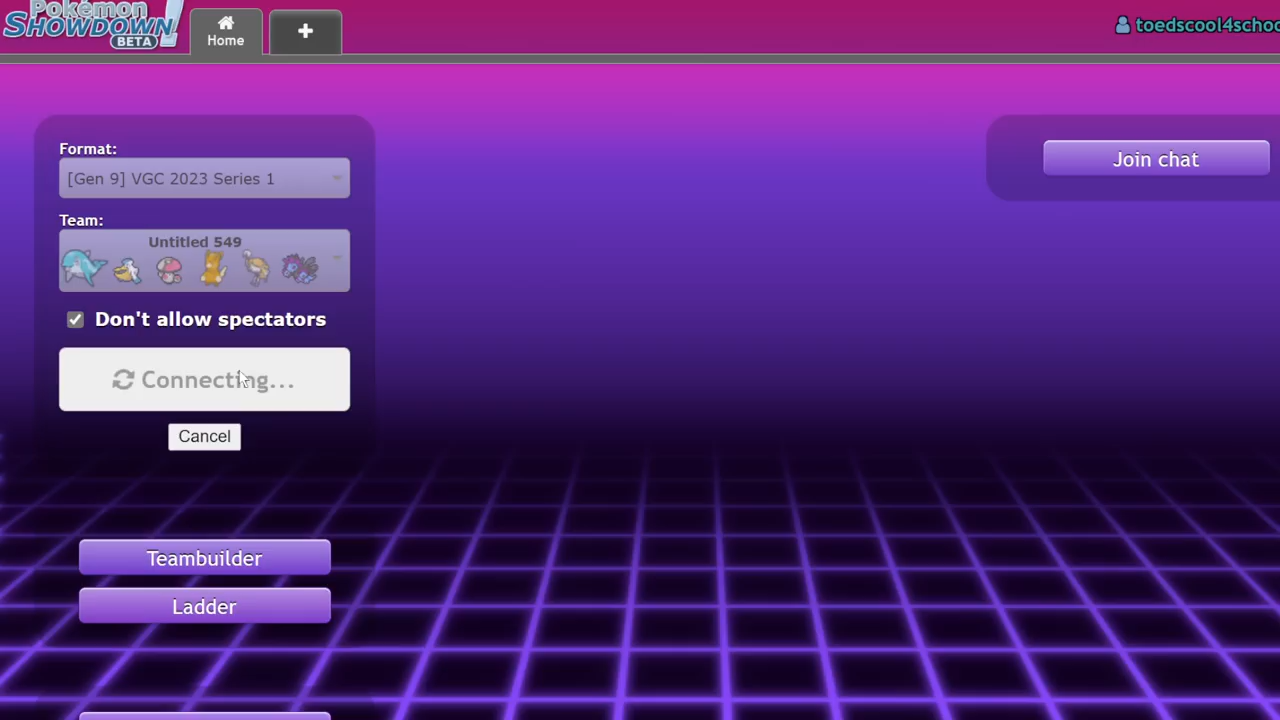 Pokémon
SHOWDOWN!
BETA
Home
toedscool4schoo
Format:
[Gen 9] VGC 2023 Series 1
Join chat
Team:
Untitled 549
Don't allow spectators
Connecting...
Cancel
Teambuilder
Ladder